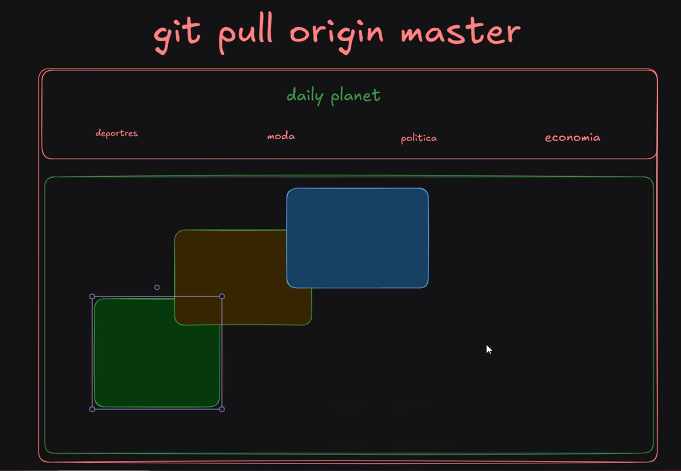 git pull origin master
daily planet
deportres moda politica economia